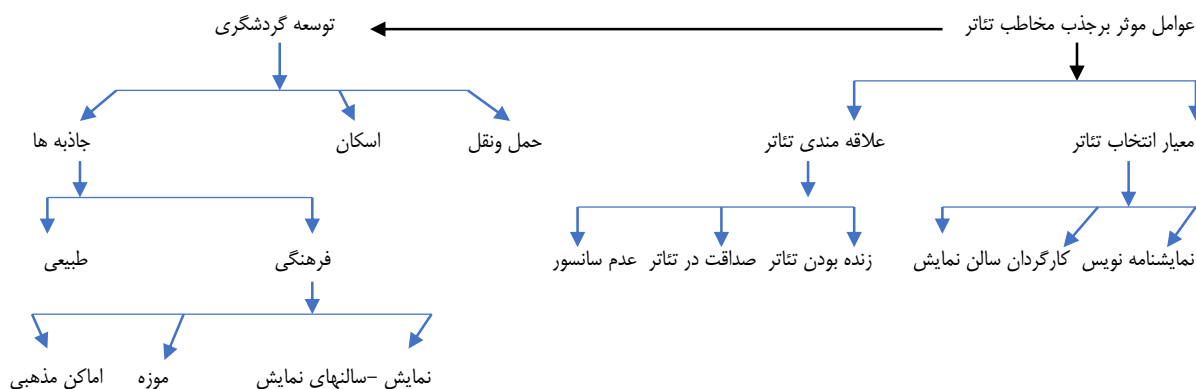 عوامل موثر برجذب مخاطب تئاتر توسعه گردشگری
معیار انتخاب تئاتر علاقه مندی تئاتر حمل ونقل اسکان جاذبه ها
نمایشنامه نویس کارگردان سالن نمایش زنده بودن تئاتر صداقت در تئاتر عدم سانسور فرهنگی طبیعی
نمایش –سالنهای نمایش موزه اماکن مذهبی